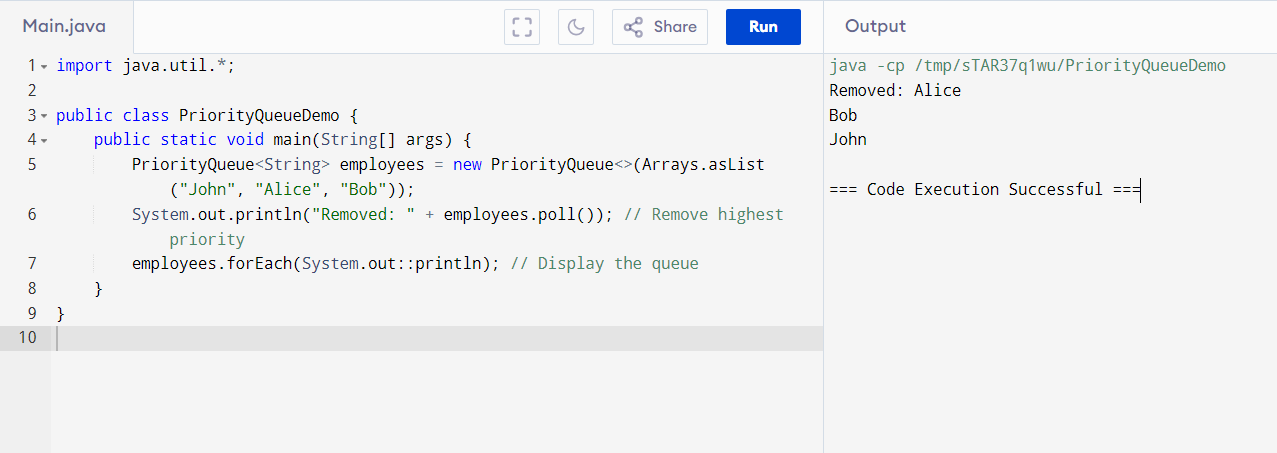 Main.java
Share
Run
Output
1 import java.util.*;
2
3 public class PriorityQueueDemo {
4 public static void main(String[] args) {
5 PriorityQueue<String> employees = new PriorityQueue<>(Arrays.asList
("John", "Alice", "Bob"));
6 System.out.println("Removed: " + employees.poll()); // Remove highest
priority
7 employees.forEach(System.out::println); // Display the queue
8 }
9 }
10
java -cp /tmp/sTAR37q1wu/PriorityQueueDemo
Removed: Alice
Bob
John
=== Code Execution Successful ===